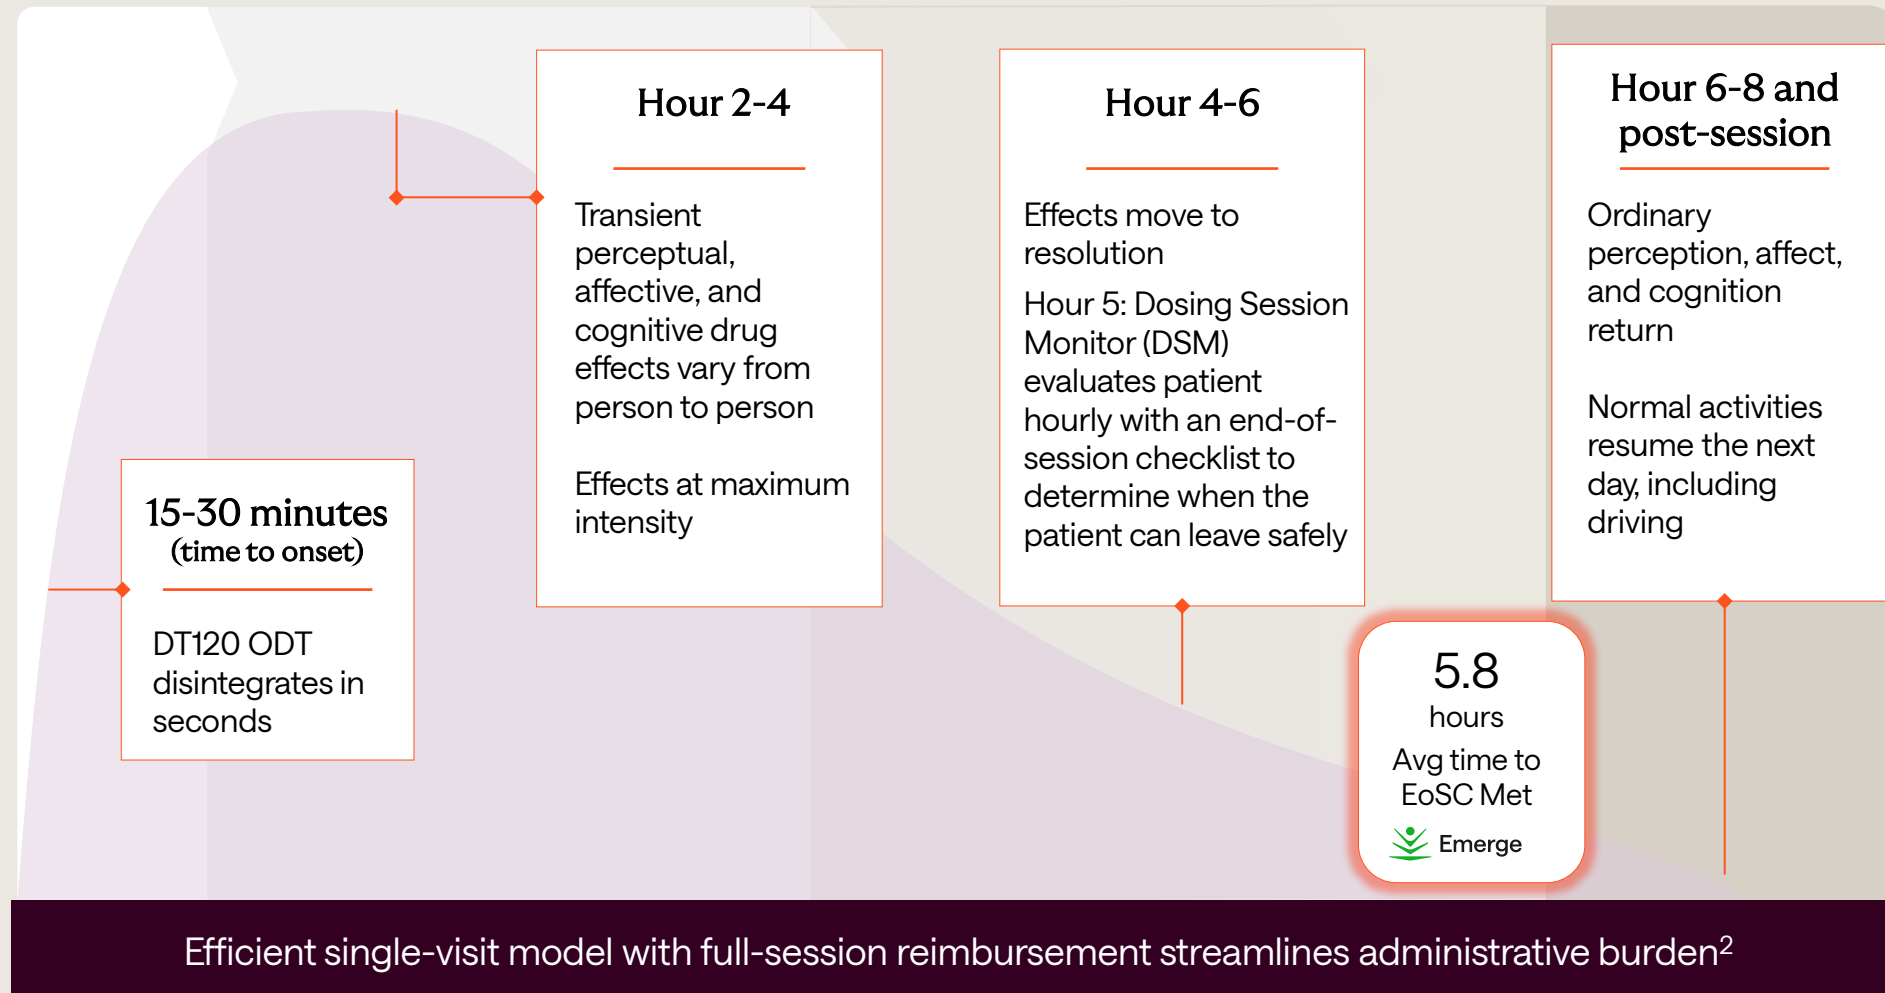 15-30 minutes
(time to onset)
DT120 ODT
disintegrates in
seconds
Hour 2-4
Transient
perceptual,
affective, and
cognitive drug
effects vary from
person to person
Effects at maximum
intensity
Hour 4-6
Effects move to
resolution
Hour 5: Dosing Session
Monitor (DSM)
evaluates patient
hourly with an end-of-
session checklist to
determine when the
patient can leave safely
5.8
hours
Avg time to
EoSC Met
Emerge
Hour 6-8 and
post-session
Ordinary
perception, affect,
and cognition
return
Normal activities
resume the next
day, including
driving
Efficient single-visit model with full-session reimbursement streamlines administrative burden²